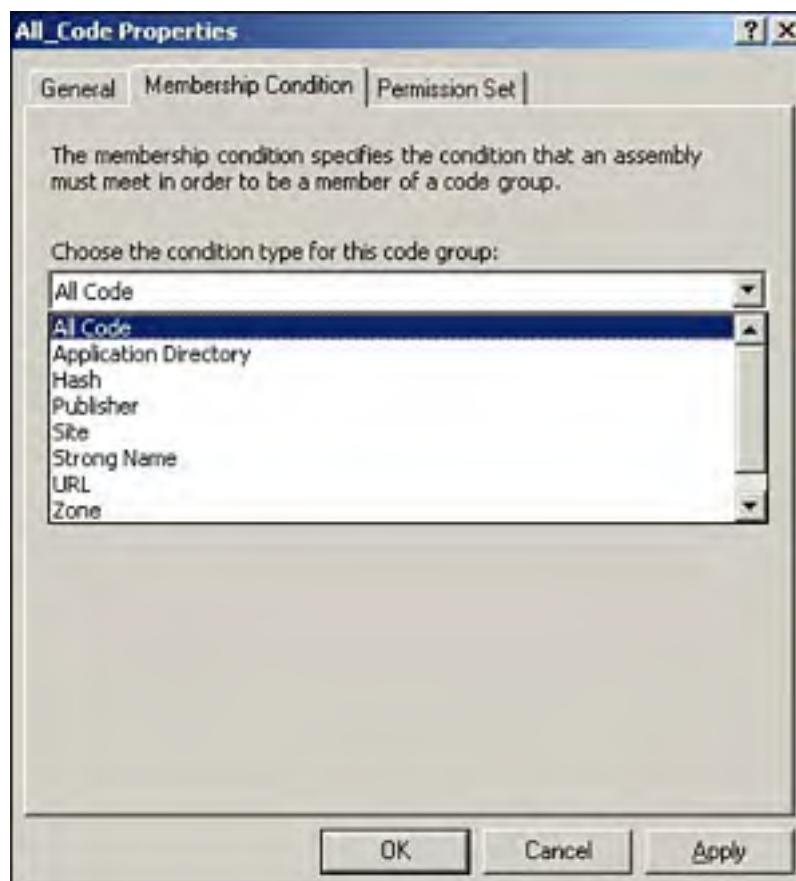 All_Code Properties
General Membership Condition Permission Set
The membership condition specifies the condition that an assembly
must meet in order to be a member of a code group.
Choose the condition type for this code group:
All Code
All Code
Application Directory
Hash
Publisher
Site
Strong Name
URL
Zone
OK Cancel Apply